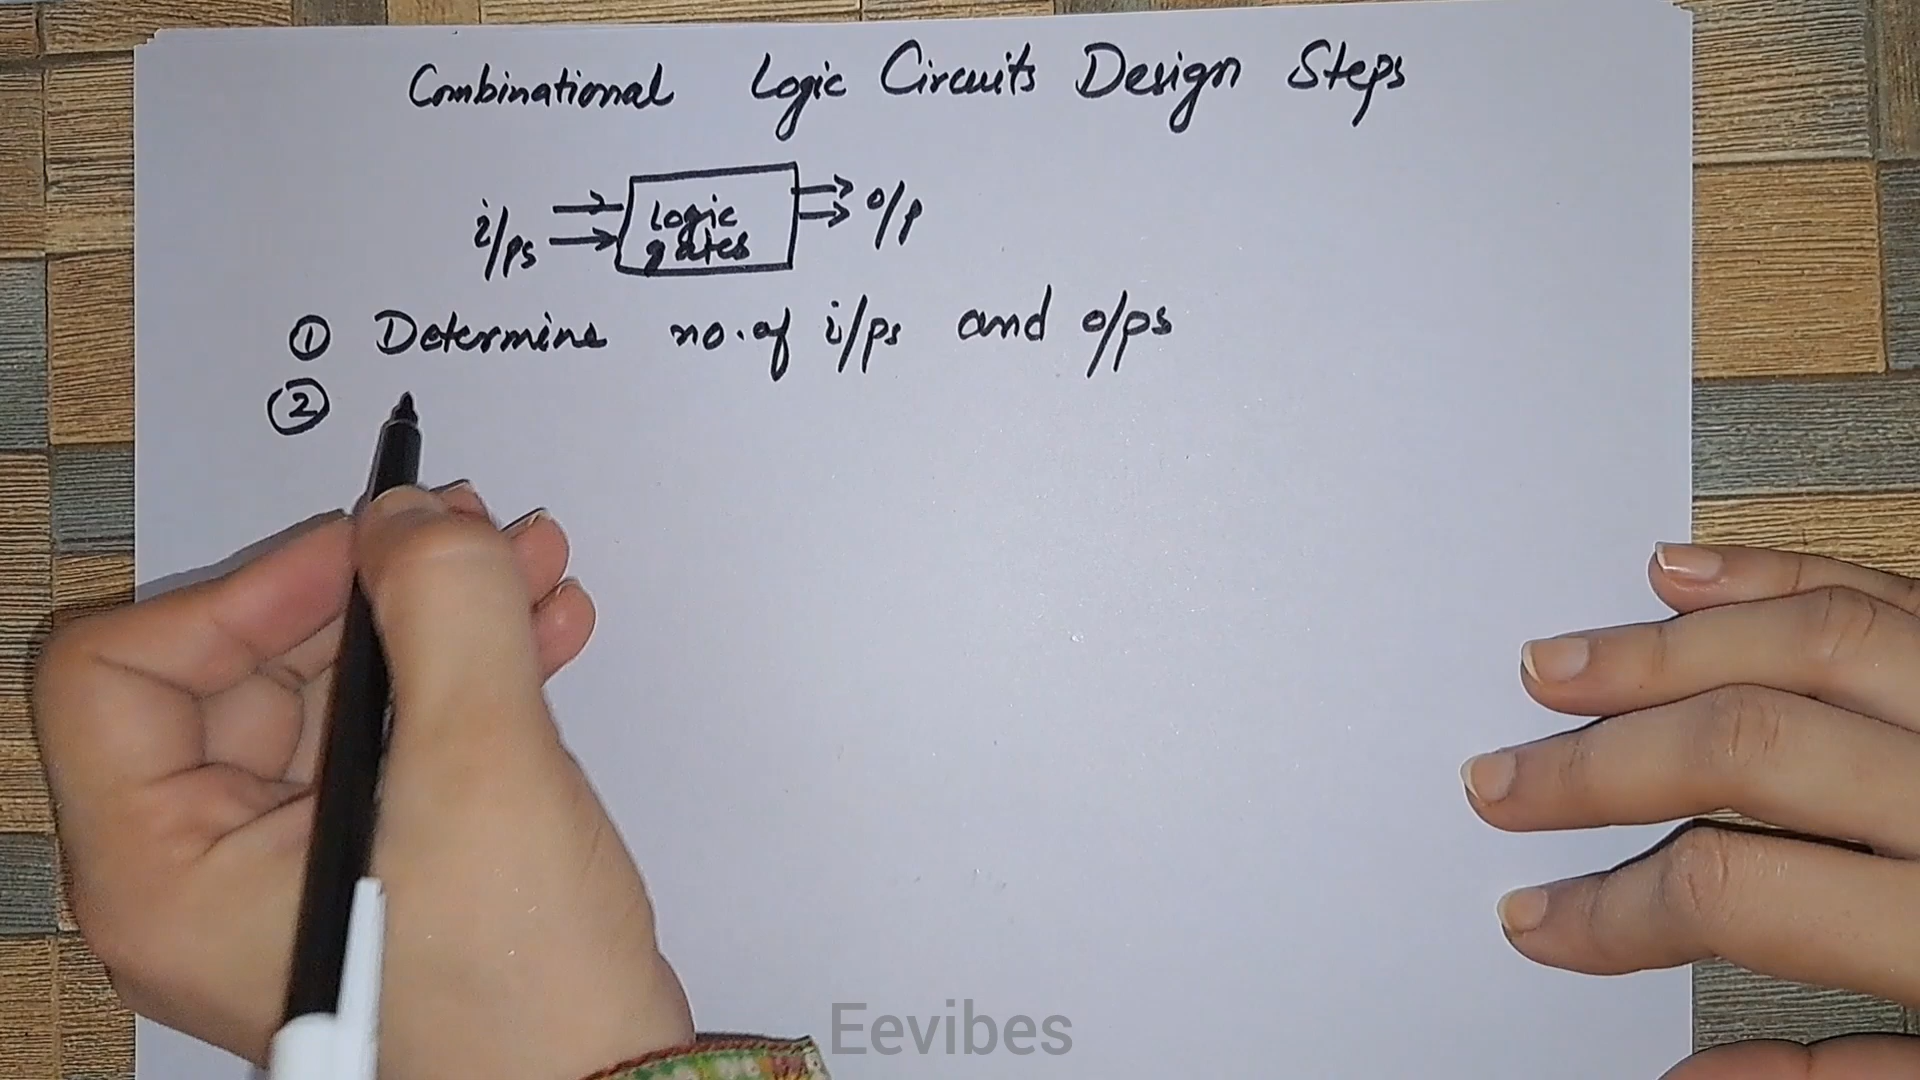 Combinational Logic Circuits Design Steps
i/ps Logic gates o/p
① Determine no. of i/ps and o/ps
②
Eevibes